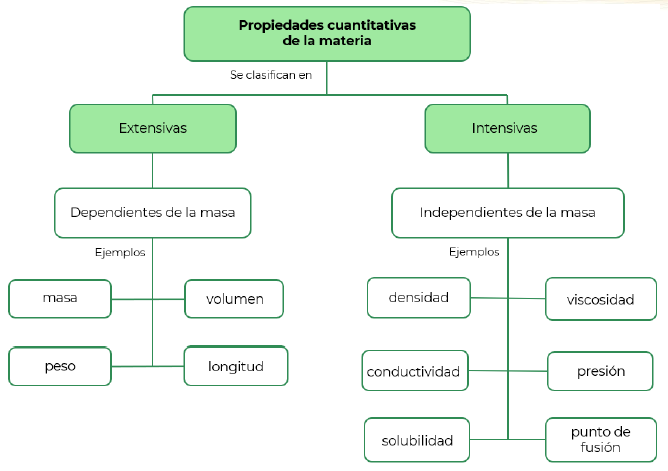 Propiedades cuantitativas
de la materia
Se clasifican en
Extensivas
Intensivas
Dependientes de la masa
Independientes de la masa
Ejemplos
Ejemplos
masa
volumen
densidad
viscosidad
peso
longitud
conductividad
presión
solubilidad
punto de
fusión